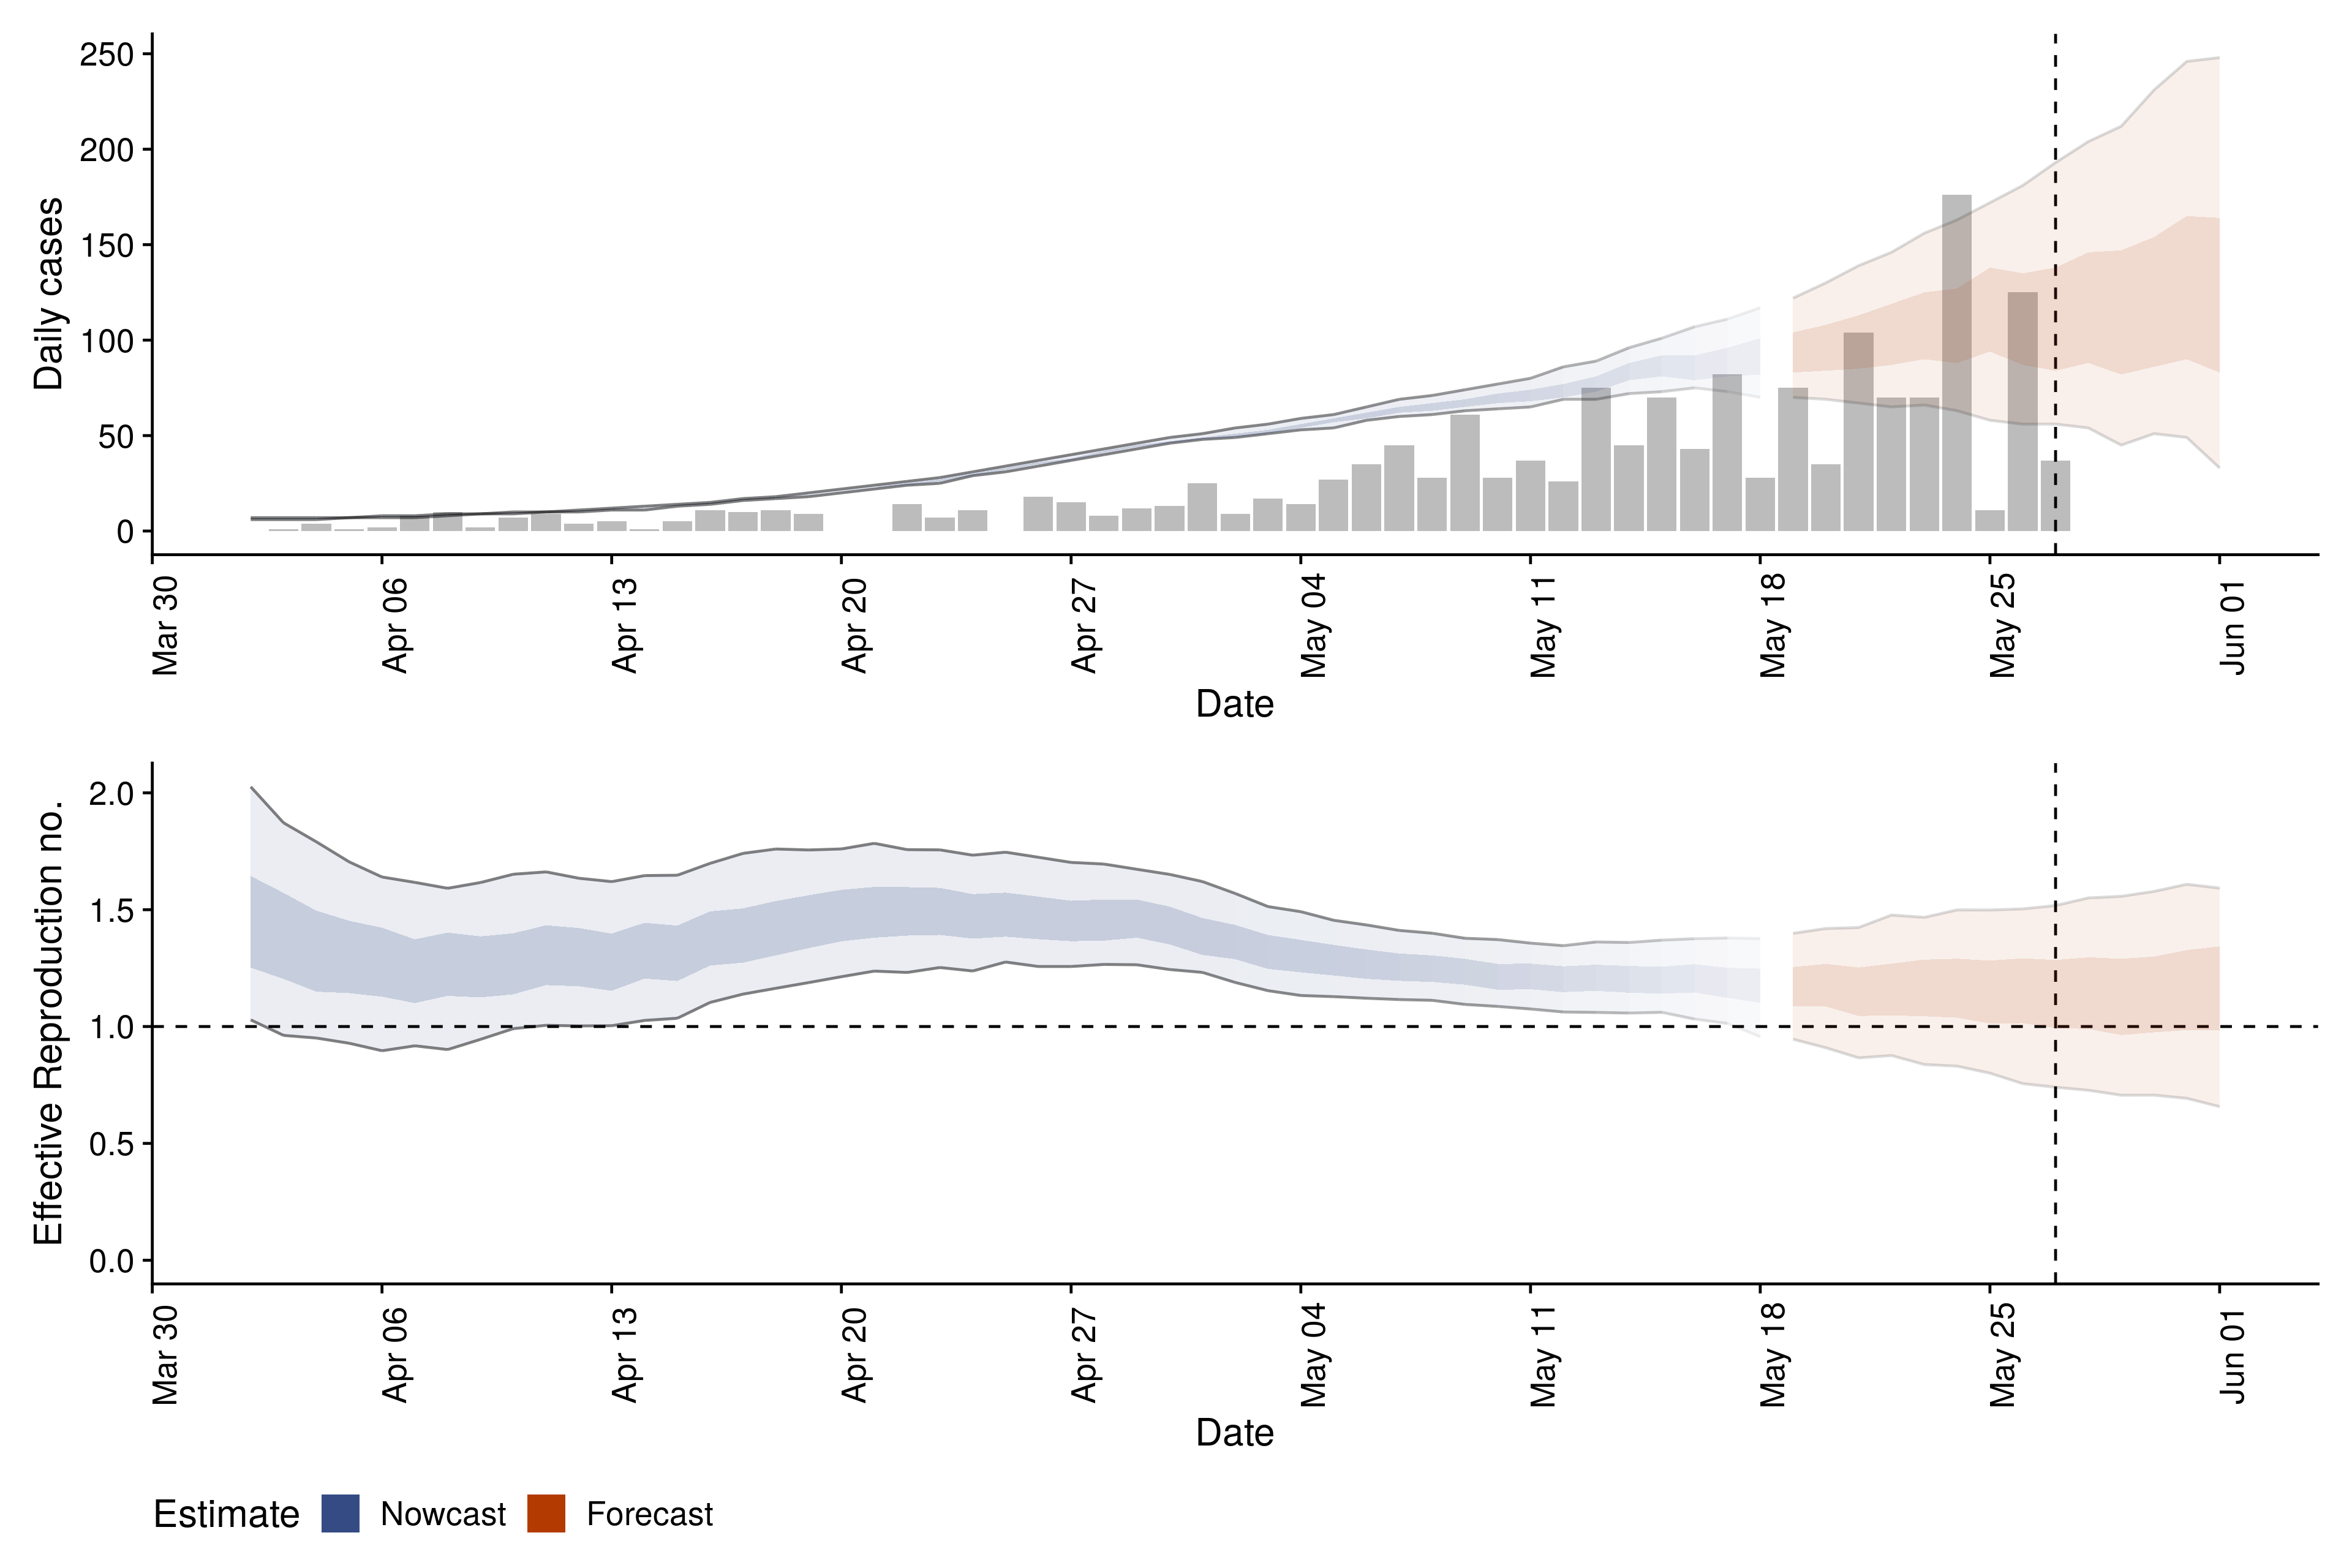 250
200
150
100
50
0
Daily cases
Mar 30 Apr 06 Apr 13 Apr 20 Apr 27 May 04 May 11 May 18 May 25 Jun 01
Date
2.0
1.5
1.0
0.5
0.0
Effective Reproduction no.
Mar 30 Apr 06 Apr 13 Apr 20 Apr 27 May 04 May 11 May 18 May 25 Jun 01
Date
Estimate Nowcast Forecast